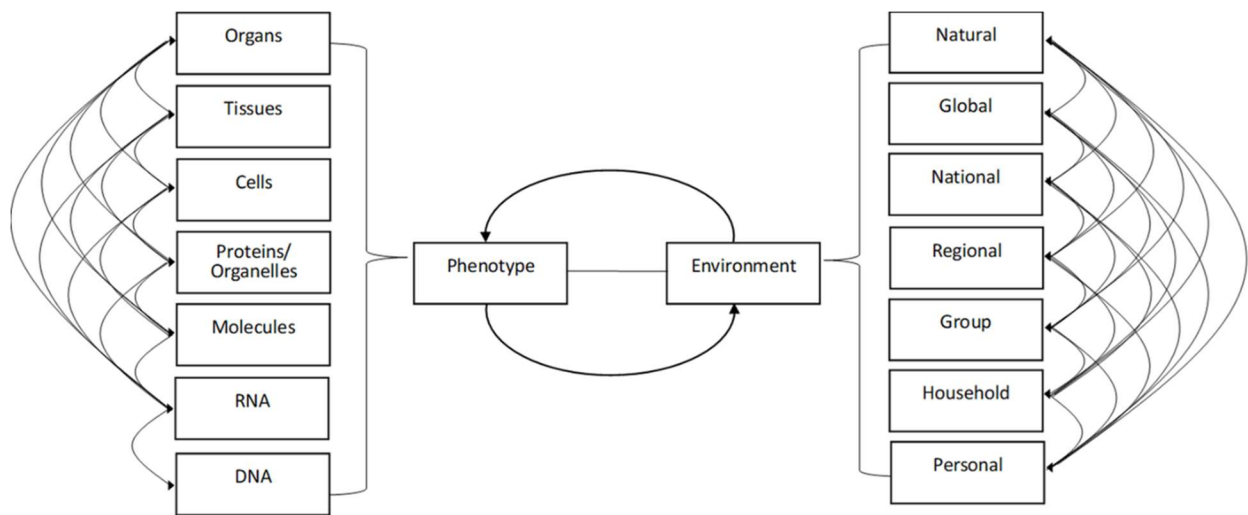 Organs
Tissues
Cells
Proteins/
Organelles
Molecules
RNA
DNA
Phenotype
Environment
Natural
Global
National
Regional
Group
Household
Personal